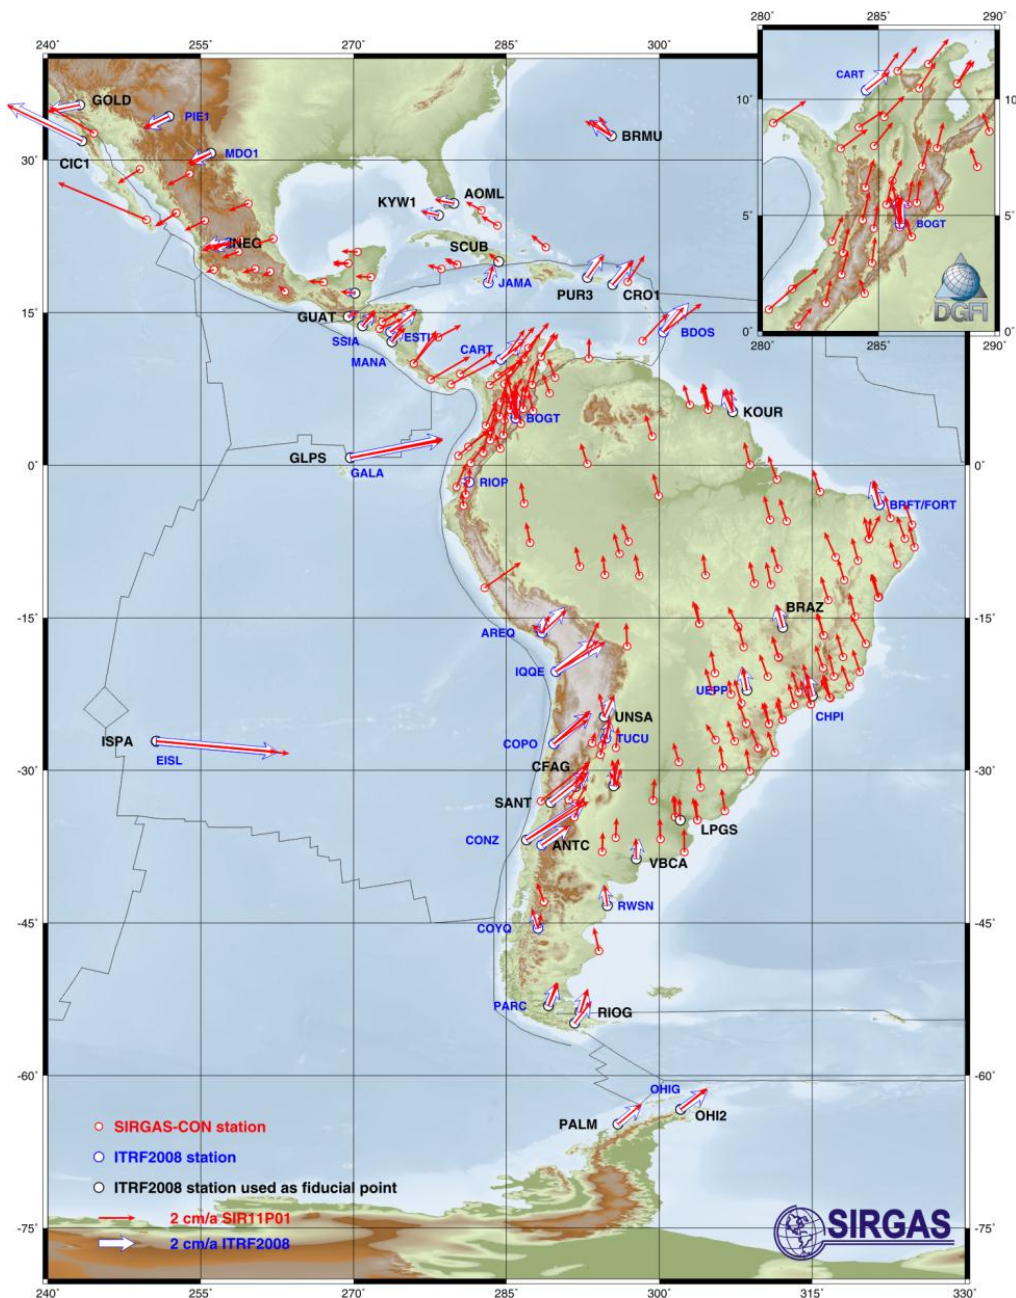 240˚ 255˚ 270˚ 285˚ 300˚ 280˚ 285˚ 290˚
CART
10˚ 10˚
5˚ 5˚
BOGT
DGFI
0˚ 0˚
280˚ 285˚ 290˚
GOLD
PIE1
BRMU
CIC1
MDO1
30˚
KYW1 AOML
INEG
SCUB
JAMA
PUR3 CRO1
15˚
GUAT
SSIA
ESTI
MANA
CART
BDOS
BOGT
KOUR
GLPS
GALA
0˚ 0˚
RIOP
BRFT/FORT
-15˚ -15˚
AREQ
BRAZ
IQQE
UEPP
CHPI
UNSA
TUCU
ISPA
EISL
COPO
CFAG
-30˚ -30˚
SANT
LPGS
CONZ
ANTC
VBCA
RWSN
-45˚ -45˚
COYQ
PARC
RIOG
-60˚ -60˚
OHIG
OHI2
PALM
SIRGAS-CON station
ITRF2008 station
ITRF2008 station used as fiducial point
2 cm/a SIR11P01
2 cm/a ITRF2008
SIRGAS
-75˚ -75˚
240˚ 255˚ 270˚ 285˚ 300˚ 315˚ 330˚